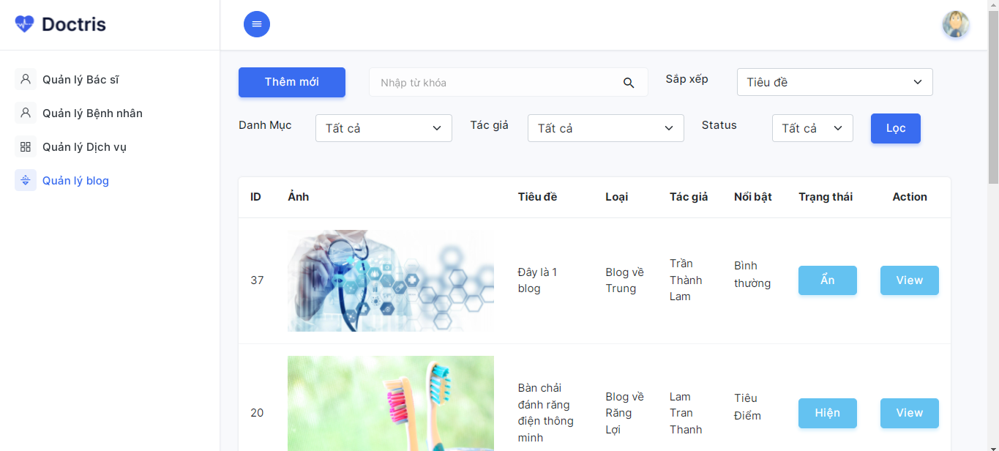 Doctris
Quản lý Bác sĩ
Quản lý Bệnh nhân
Quản lý Dịch vụ
Quản lý blog
Thêm mới
Nhập từ khóa
Sắp xếp
Tiêu đề
Danh Mục
Tất cả
Tác giả
Tất cả
Status
Tất cả
Lọc
ID
Ảnh
Tiêu đề
Loại
Tác giả
Nổi bật
Trạng thái
Action
37
Đây là 1
blog
Blog về
Trung
Trần
Thành
Lam
Bình
thường
Ẩn
View
20
Bàn chải
đánh răng
điện thông
minh
Blog về
Răng
Lợi
Lam
Tran
Thanh
Tiêu
Điểm
Hiện
View